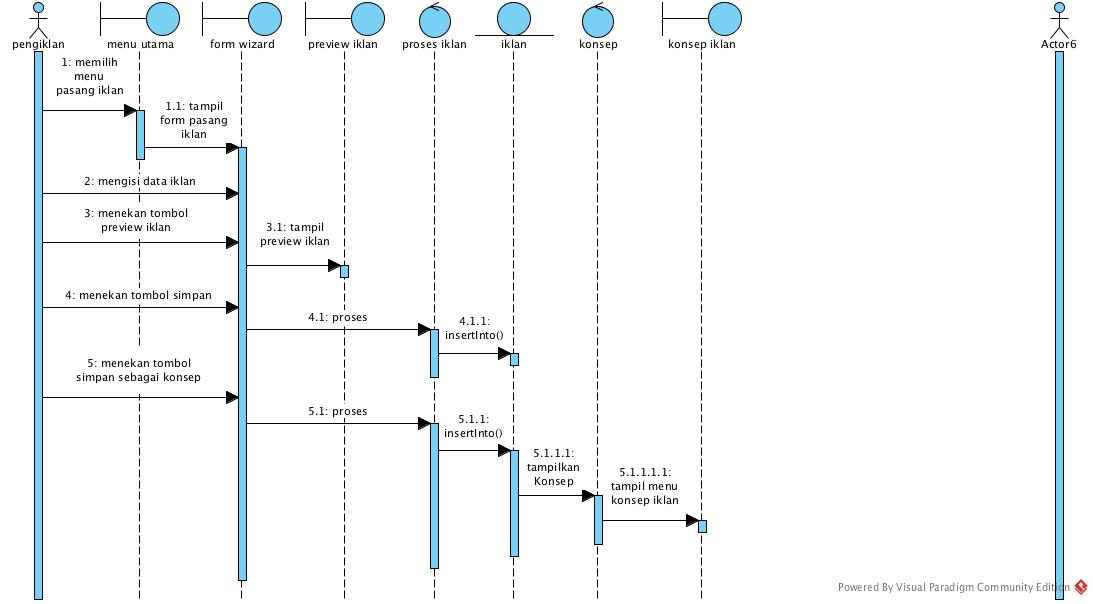 pengiklan
menu utama
form wizard
preview iklan
proses iklan
iklan
konsep
konsep iklan
Actor6
1: memilih
menu
pasang iklan
1.1: tampil
form pasang
iklan
2: mengisi data iklan
3: menekan tombol
preview iklan
3.1: tampil
preview iklan
4: menekan tombol simpan
4.1: proses
4.1.1:
insertInto()
5: menekan tombol
simpan sebagai konsep
5.1: proses
5.1.1:
insertInto()
5.1.1.1:
tampilkan
Konsep
5.1.1.1.1:
tampil menu
konsep iklan
Powered By Visual Paradigm Community Edition